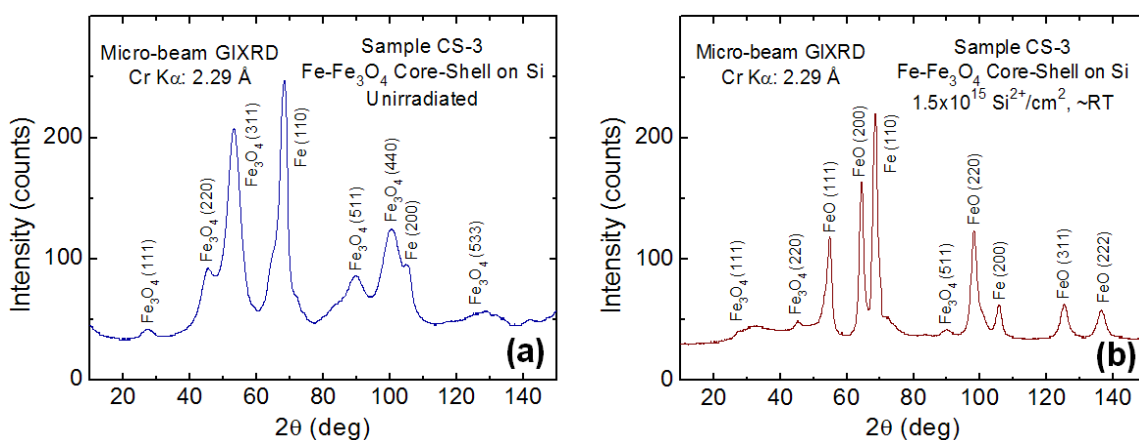 Micro-beam GIXRD
Cr Kα: 2.29 Å
Sample CS-3
Fe-Fe₃O₄ Core-Shell on Si
Unirradiated
Fe₃O₄ (111)
Fe₃O₄ (220)
Fe₃O₄ (311)
Fe (110)
Fe₃O₄ (511)
Fe₃O₄ (440)
Fe (200)
Fe₃O₄ (533)
Intensity (counts)
200
100
0
20 40 60 80 100 120 140
2θ (deg)
(a)
Micro-beam GIXRD
Cr Kα: 2.29 Å
Sample CS-3
Fe-Fe₃O₄ Core-Shell on Si
1.5x10¹⁵ Si²⁺/cm², ~RT
Fe₃O₄ (111)
Fe₃O₄ (220)
FeO (111)
FeO (200)
Fe (110)
Fe₃O₄ (511)
FeO (220)
Fe (200)
FeO (311)
FeO (222)
Intensity (counts)
200
100
0
20 40 60 80 100 120 140
2θ (deg)
(b)